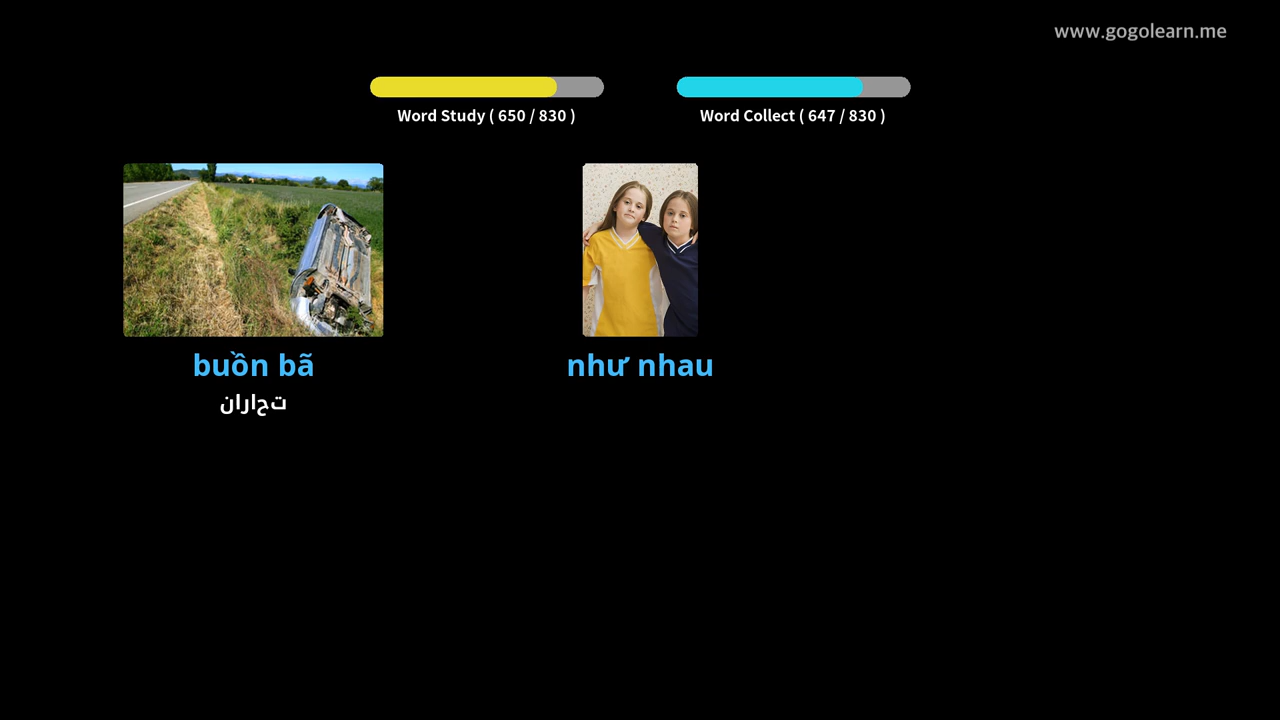 www.gogolearn.me
Word Study ( 650 / 830 )
Word Collect ( 647 / 830 )
buồn bã
تحاران
như nhau